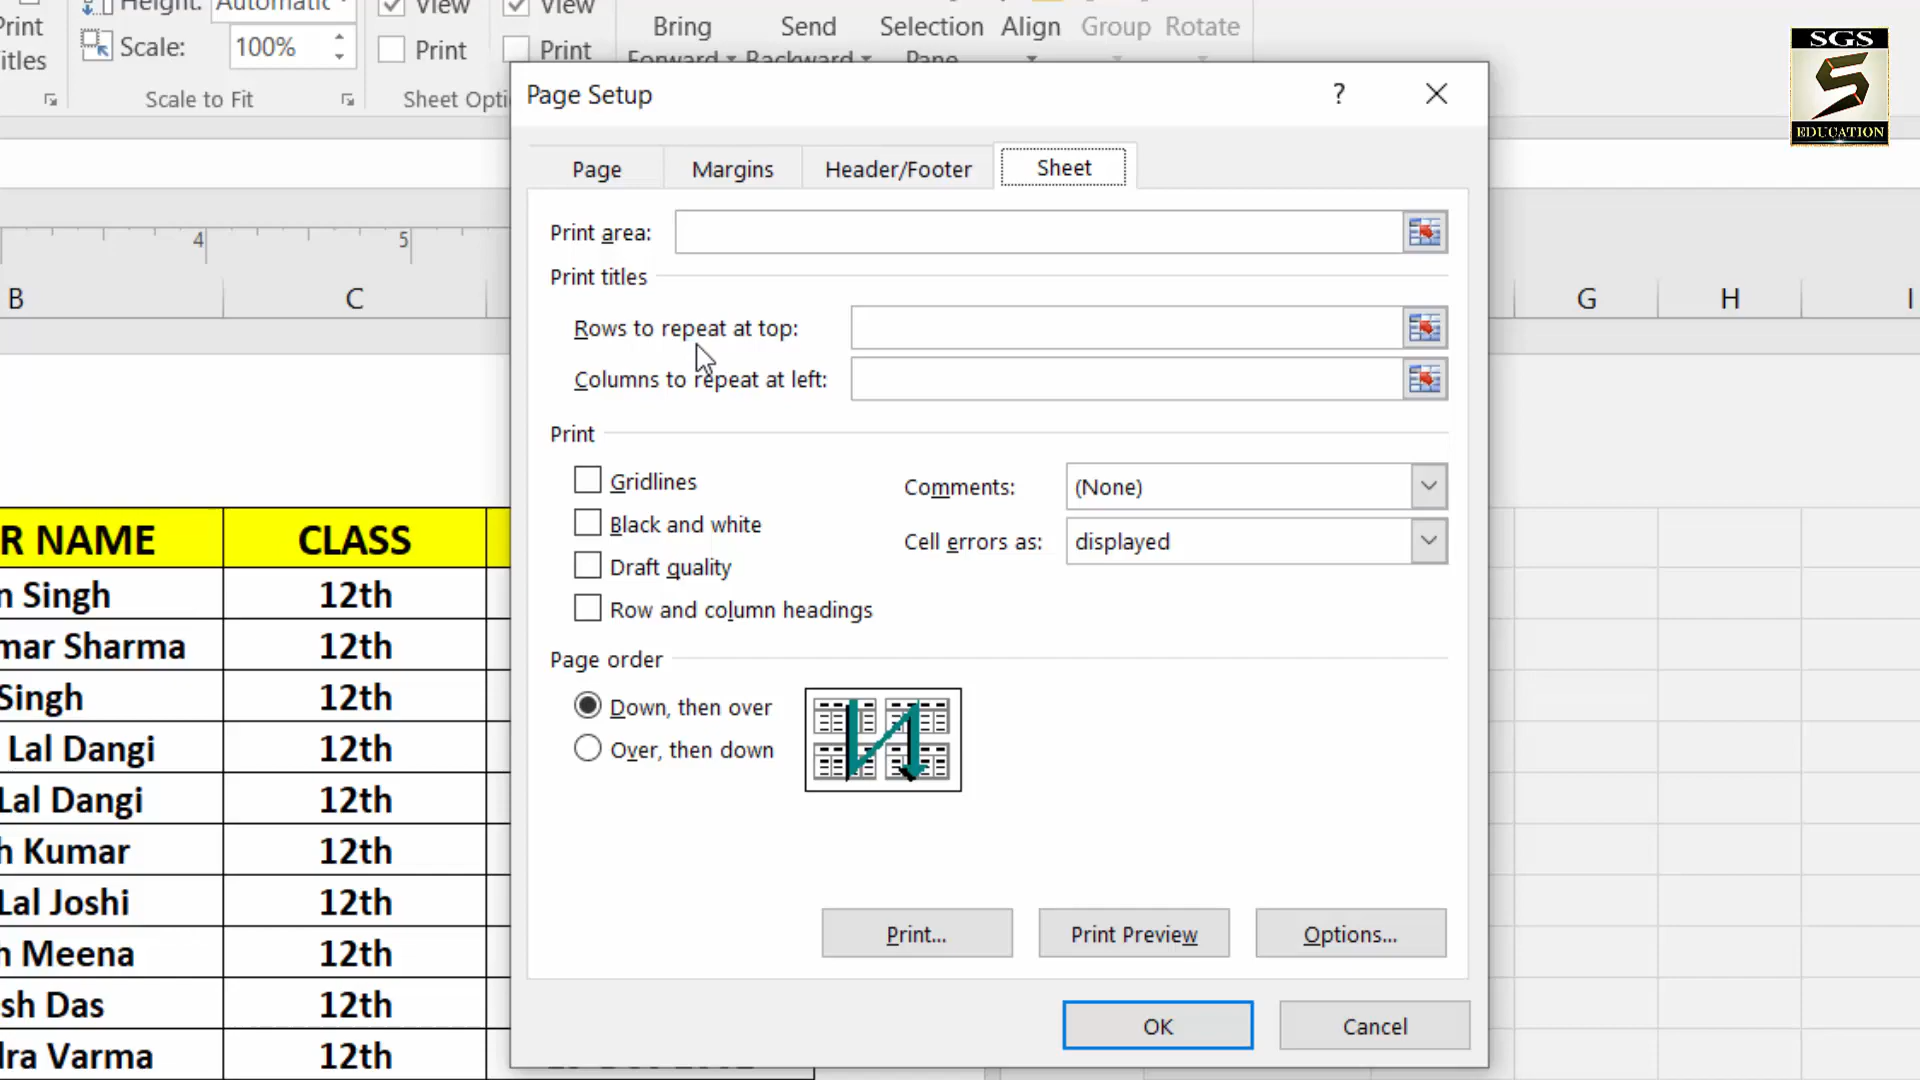 Print
Titles
Height: Automatic
Scale: 100%
Scale to Fit
View
View
Print
Print
Sheet Opti
Bring
Forward
Send
Backward
Selection
Pane
Align
Group
Rotate
SGS
EDUCATION
Page Setup
?
Page
Margins
Header/Footer
Sheet
Print area:
Print titles
Rows to repeat at top:
Columns to repeat at left:
Print
Gridlines
Black and white
Draft quality
Row and column headings
Comments: (None)
Cell errors as: displayed
Page order
Down, then over
Over, then down
Print...
Print Preview
Options...
OK
Cancel
4
5
B
C
G
H
I
R NAME CLASS
n Singh 12th
mar Sharma 12th
Singh 12th
Lal Dangi 12th
Lal Dangi 12th
h Kumar 12th
Lal Joshi 12th
h Meena 12th
sh Das 12th
dra Varma 12th